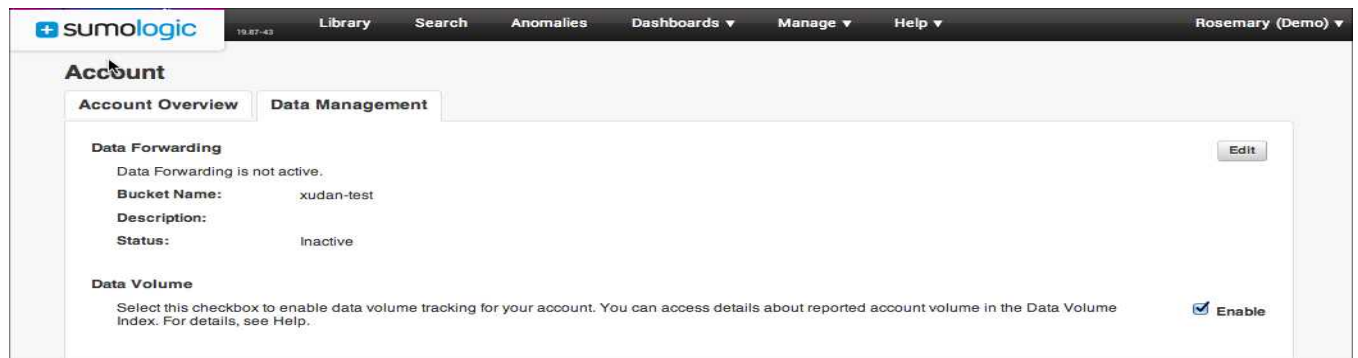 sumologic 19.87-43 Library Search Anomalies Dashboards ▼ Manage ▼ Help ▼ Rosemary (Demo) ▼
Account
Account Overview Data Management
Data Forwarding Edit
Data Forwarding is not active.
Bucket Name: xudan-test
Description:
Status: Inactive
Data Volume
Select this checkbox to enable data volume tracking for your account. You can access details about reported account volume in the Data Volume Enable
Index. For details, see Help.